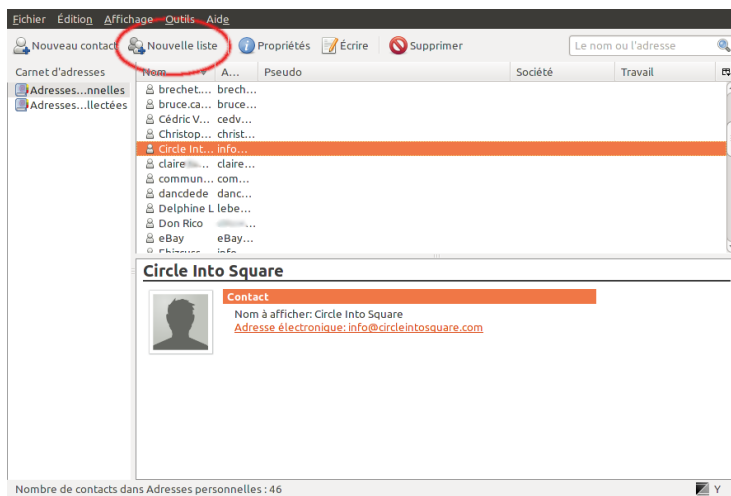 Fichier Édition Affichage Outils Aide
Nouveau contact Nouvelle liste Propriétés Écrire Supprimer Le nom ou l'adresse
Carnet d'adresses Nom A... Pseudo Société Travail
Adresses...nnelles
Adresses...llectées
brechet.... brech...
bruce.ca... bruce...
Cédric V... cedv...
Christop... christ...
Circle Int... info...
claire ... claire...
commun... com...
dancdede danc...
Delphine L lebe...
Don Rico ...
eBay eBay...
Circle Into Square
Contact
Nom à afficher: Circle Into Square
Adresse électronique: info@circleintosquare.com
Nombre de contacts dans Adresses personnelles : 46 Y